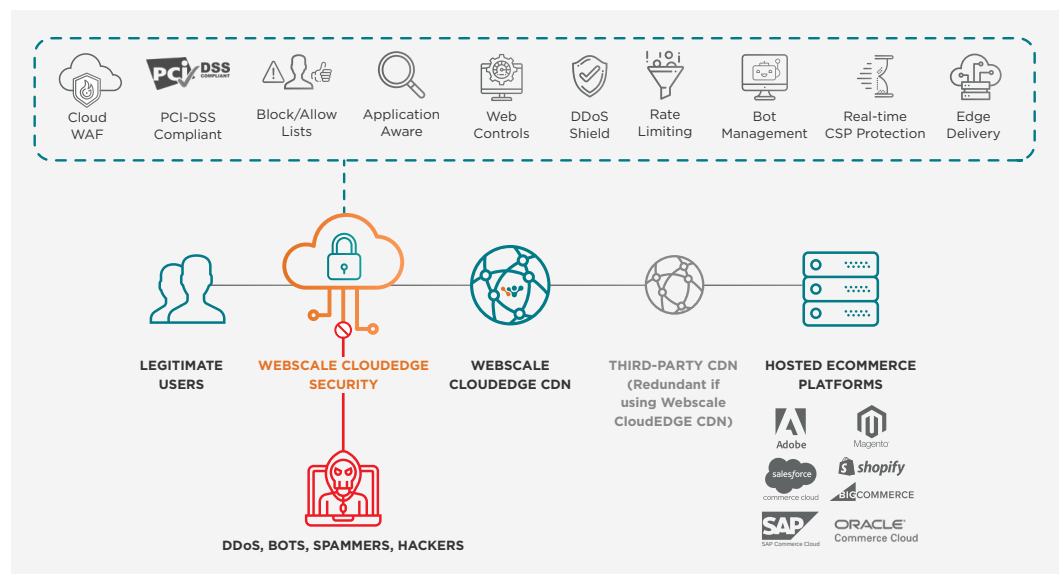 PCI DSS
COMPLIANT
Cloud
WAF
PCI-DSS
Compliant
Block/Allow
Lists
Application
Aware
Web
Controls
DDoS
Shield
Rate
Limiting
Bot
Management
Real-time
CSP Protection
Edge
Delivery
LEGITIMATE
USERS
WEBSCALE CLOUDEDGE
SECURITY
WEBSCALE
CLOUDEDGE CDN
THIRD-PARTY CDN
(Redundant if
using Webscale
CloudEDGE CDN)
HOSTED ECOMMERCE
PLATFORMS
Adobe
Magento
salesforce
commerce cloud
shopify
BIGCOMMERCE
SAP
SAP Commerce Cloud
ORACLE
Commerce Cloud
DDoS, BOTS, SPAMMERS, HACKERS